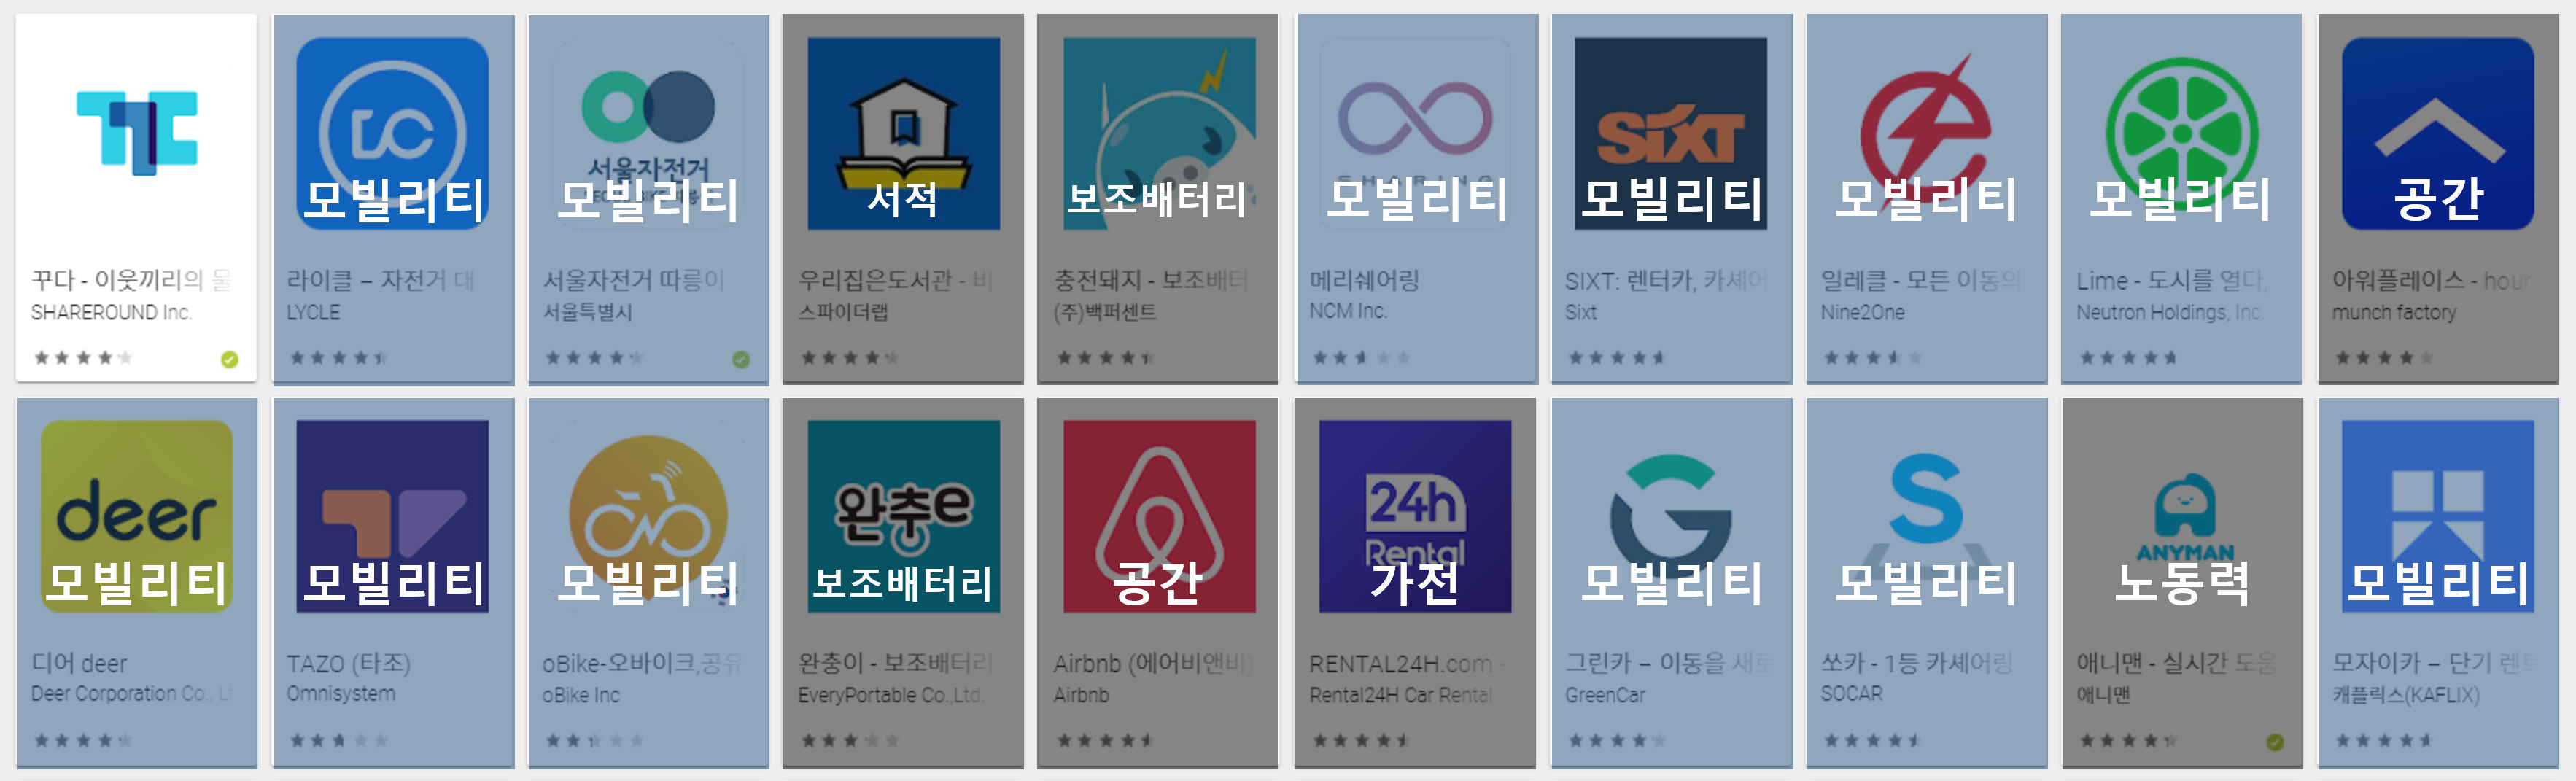 꾸다 - 이웃끼리의 물
SHAREROUND Inc.
모빌리티
라이클 – 자전거 대
LYCLE
서울자전거
모빌리티
서울자전거 따릉이
서울특별시
서적
우리집은도서관 - 비
스파이더랩
보조배터리
충전돼지 - 보조배터
(주)백퍼센트
SHARING
모빌리티
메리쉐어링
NCM Inc.
SIXT
모빌리티
SIXT: 렌터카, 카셰어
Sixt
모빌리티
일레클 - 모든 이동의
Nine2One
모빌리티
Lime - 도시를 열다,
Neutron Holdings, Inc.
공간
아워플레이스 - hour
munch factory
deer
모빌리티
디어 deer
Deer Corporation Co., Lt
모빌리티
TAZO (타조)
Omnisystem
모빌리티
oBike-오바이크,공유
oBike Inc
완충e
보조배터리
완충이 - 보조배터리
EveryPortable Co.,Ltd.
공간
Airbnb (에어비앤비)
Airbnb
24h
Rental
가전
RENTAL24H.com -
Rental24H Car Rental
모빌리티
그린카 – 이동을 새로
GreenCar
모빌리티
쏘카 - 1등 카셰어링
SOCAR
ANYMAN
노동력
애니맨 - 실시간 도움
애니맨
모빌리티
모자이카 – 단기 렌트
캐플릭스(KAFLIX)